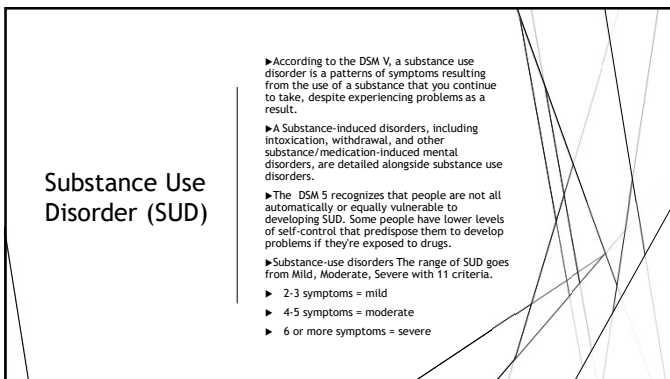 Substance Use
Disorder (SUD)
▶According to the DSM V, a substance use
disorder is a patterns of symptoms resulting
from the use of a substance that you continue
to take, despite experiencing problems as a
result.
▶A Substance-induced disorders, including
intoxication, withdrawal, and other
substance/medication-induced mental
disorders, are detailed alongside substance use
disorders.
▶The DSM 5 recognizes that people are not all
automatically or equally vulnerable to
developing SUD. Some people have lower levels
of self-control that predispose them to develop
problems if they're exposed to drugs.
▶Substance-use disorders The range of SUD goes
from Mild, Moderate, Severe with 11 criteria.
▶ 2-3 symptoms = mild
▶ 4-5 symptoms = moderate
▶ 6 or more symptoms = severe